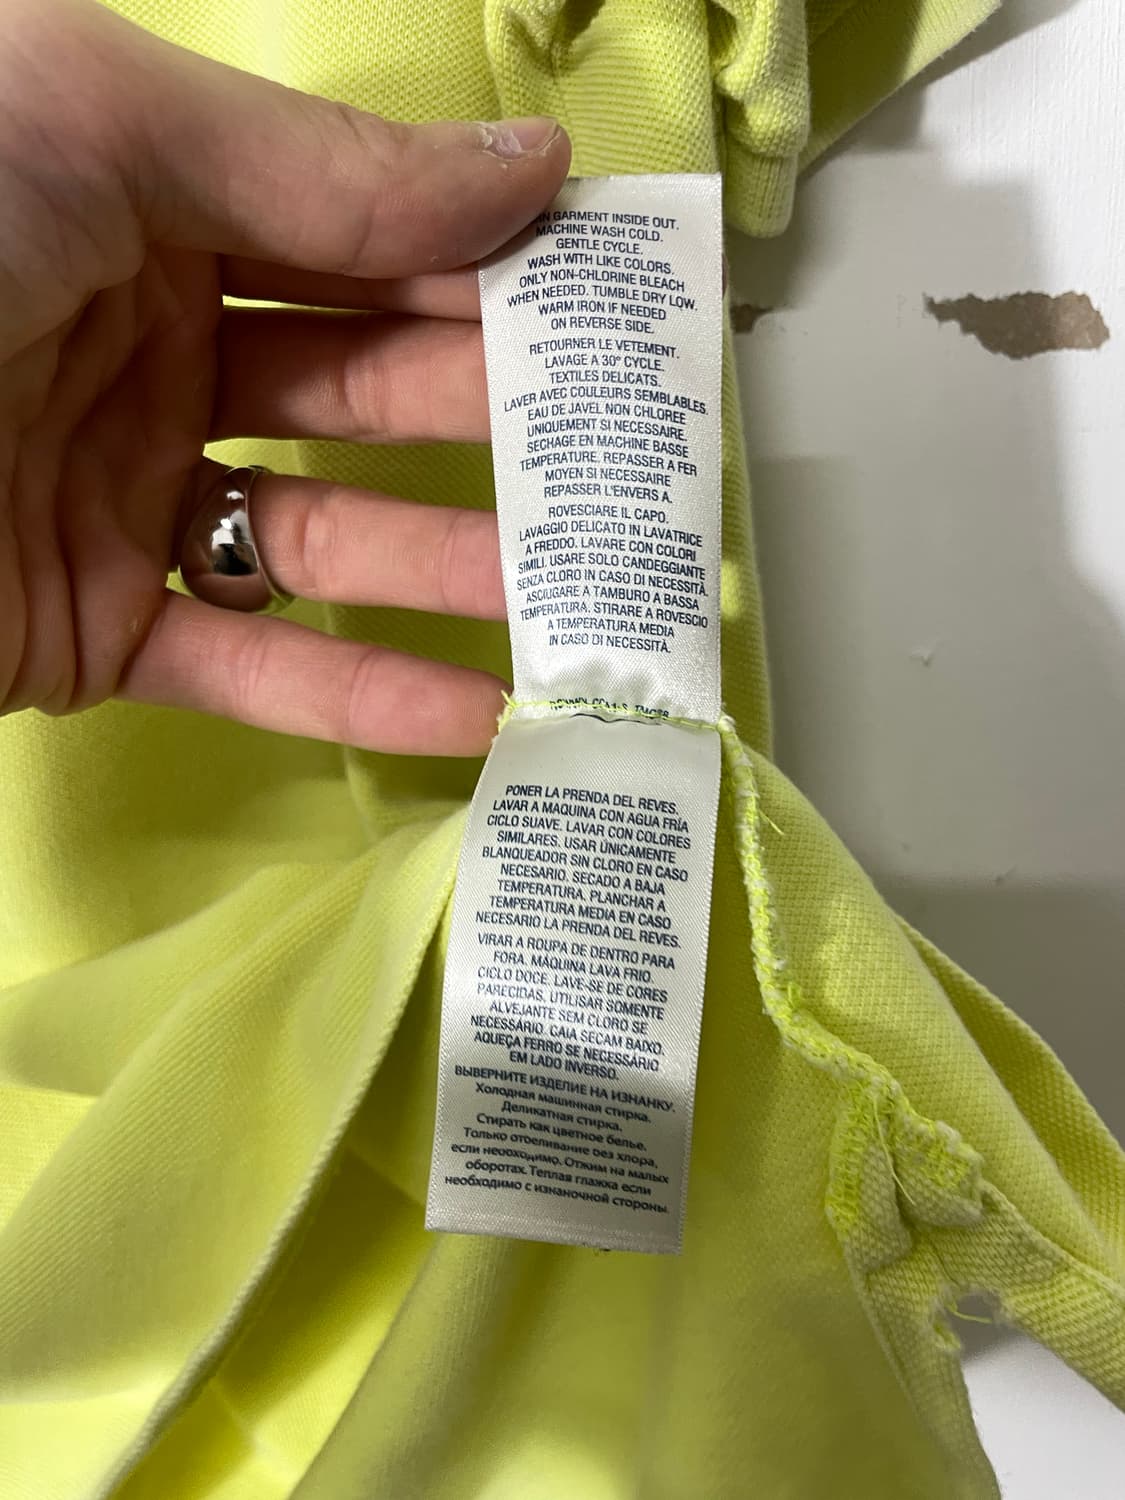 GARMENT INSIDE OUT.
MACHINE WASH COLD.
GENTLE CYCLE.
WASH WITH LIKE COLORS.
ONLY NON-CHLORINE BLEACH
WHEN NEEDED. TUMBLE DRY LOW.
WARM IRON IF NEEDED
ON REVERSE SIDE.
RETOURNER LE VETEMENT.
LAVAGE A 30° CYCLE.
TEXTILES DELICATS.
LAVER AVEC COULEURS SEMBLABLES.
EAU DE JAVEL NON CHLOREE
UNIQUEMENT SI NECESSAIRE.
SECHAGE EN MACHINE BASSE
TEMPERATURE. REPASSER A FER
MOYEN SI NECESSAIRE
REPASSER L'ENVERS A.
ROVESCIARE IL CAPO.
LAVAGGIO DELICATO IN LAVATRICE
A FREDDO. LAVARE CON COLORI
SIMILI. USARE SOLO CANDEGGIANTE
SENZA CLORO IN CASO DI NECESSITÀ.
ASCIUGARE A TAMBURO A BASSA
TEMPERATURA. STIRARE A ROVESCIO
A TEMPERATURA MEDIA
IN CASO DI NECESSITÀ.
PONER LA PRENDA DEL REVES.
LAVAR A MAQUINA CON AGUA FRÍA
CICLO SUAVE. LAVAR CON COLORES
SIMILARES. USAR ÚNICAMENTE
BLANQUEADOR SIN CLORO EN CASO
NECESARIO. SECADO A BAJA
TEMPERATURA. PLANCHAR A
TEMPERATURA MEDIA EN CASO
NECESARIO LA PRENDA DEL REVES.
VIRAR A ROUPA DE DENTRO PARA
FORA. MÁQUINA LAVA FRIO.
CICLO DOCE. LAVE-SE DE CORES
PARECIDAS. UTILISAR SOMENTE
ALVEJANTE SEM CLORO SE
NECESSÁRIO. CAIA SECAM BAIXO.
AQUEÇA FERRO SE NECESSÁRIO
EM LADO INVERSO.
ВЫВЕРНИТЕ ИЗДЕЛИЕ НА ИЗНАНКУ.
Холодная машинная стирка.
Деликатная стирка.
Стирать как цветное белье.
Только отбеливание без хлора,
если необходимо. Отжим на малых
оборотах. Теплая глажка если
необходимо с изнаночной стороны.